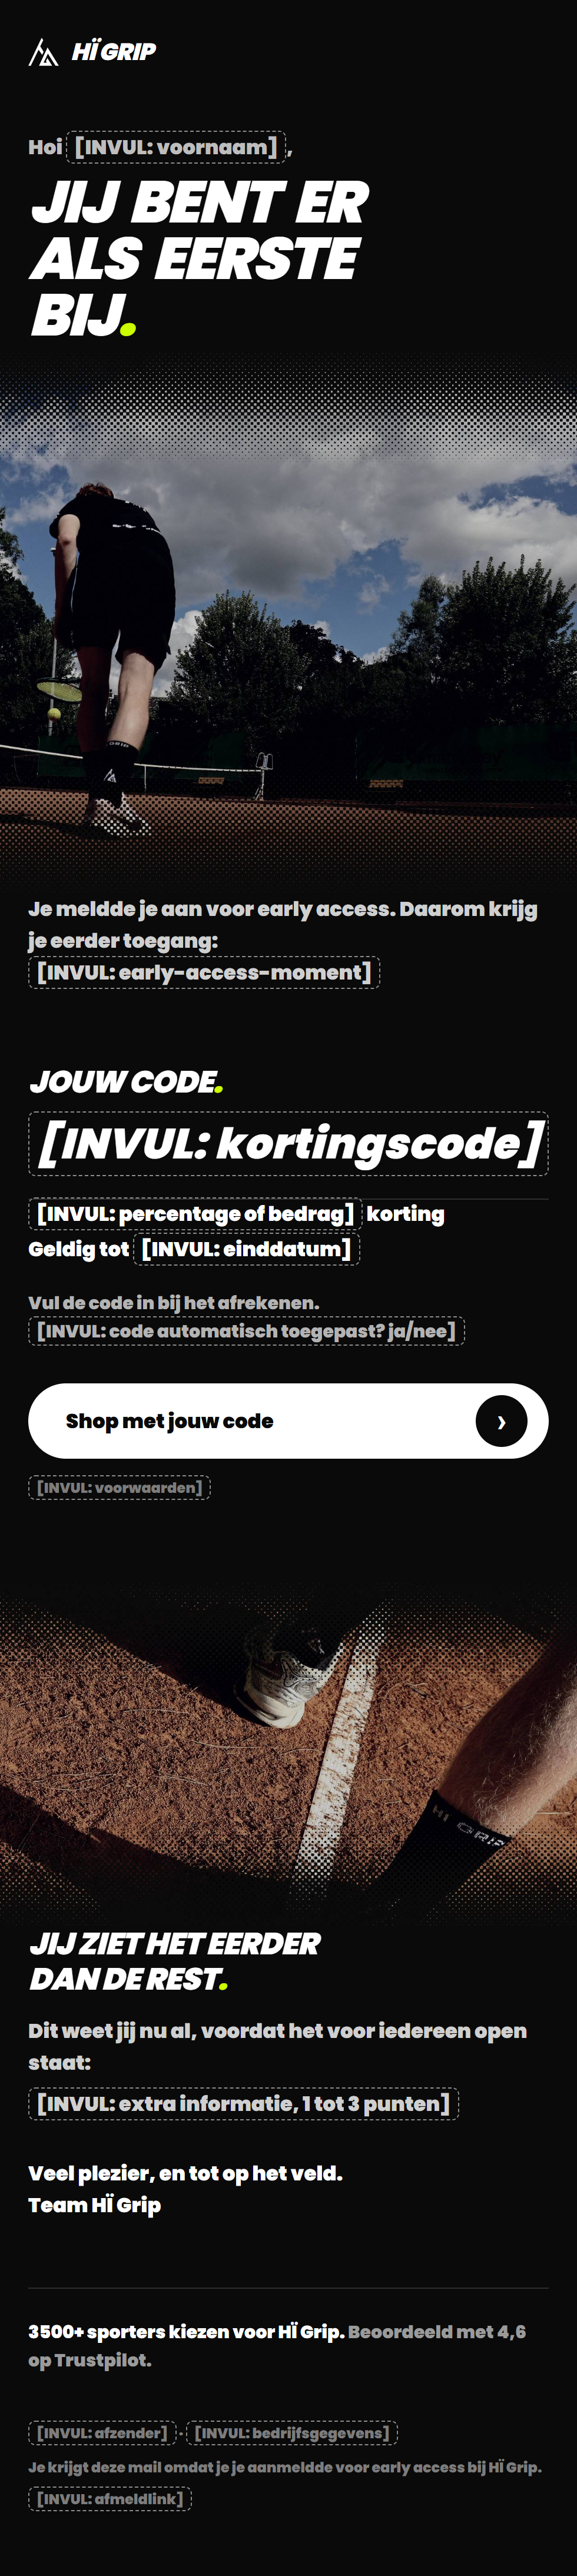 HÏ GRIP
Hoi [INVUL: voornaam],
JIJ BENT ER
ALS EERSTE
BIJ.
Je meldde je aan voor early access. Daarom krijg
je eerder toegang:
[INVUL: early-access-moment]
JOUW CODE.
[INVUL: kortingscode]
[INVUL: percentage of bedrag] korting
Geldig tot [INVUL: einddatum]
Vul de code in bij het afrekenen.
[INVUL: code automatisch toegepast? ja/nee]
Shop met jouw code ›
[INVUL: voorwaarden]
HI GRIP
JIJ ZIET HET EERDER
DAN DE REST.
Dit weet jij nu al, voordat het voor iedereen open
staat:
[INVUL: extra informatie, 1 tot 3 punten]
Veel plezier, en tot op het veld.
Team HÏ Grip
3500+ sporters kiezen voor HÏ Grip. Beoordeeld met 4,6
op Trustpilot.
[INVUL: afzender] · [INVUL: bedrijfsgegevens]
Je krijgt deze mail omdat je je aanmeldde voor early access bij HÏ Grip.
[INVUL: afmeldlink]